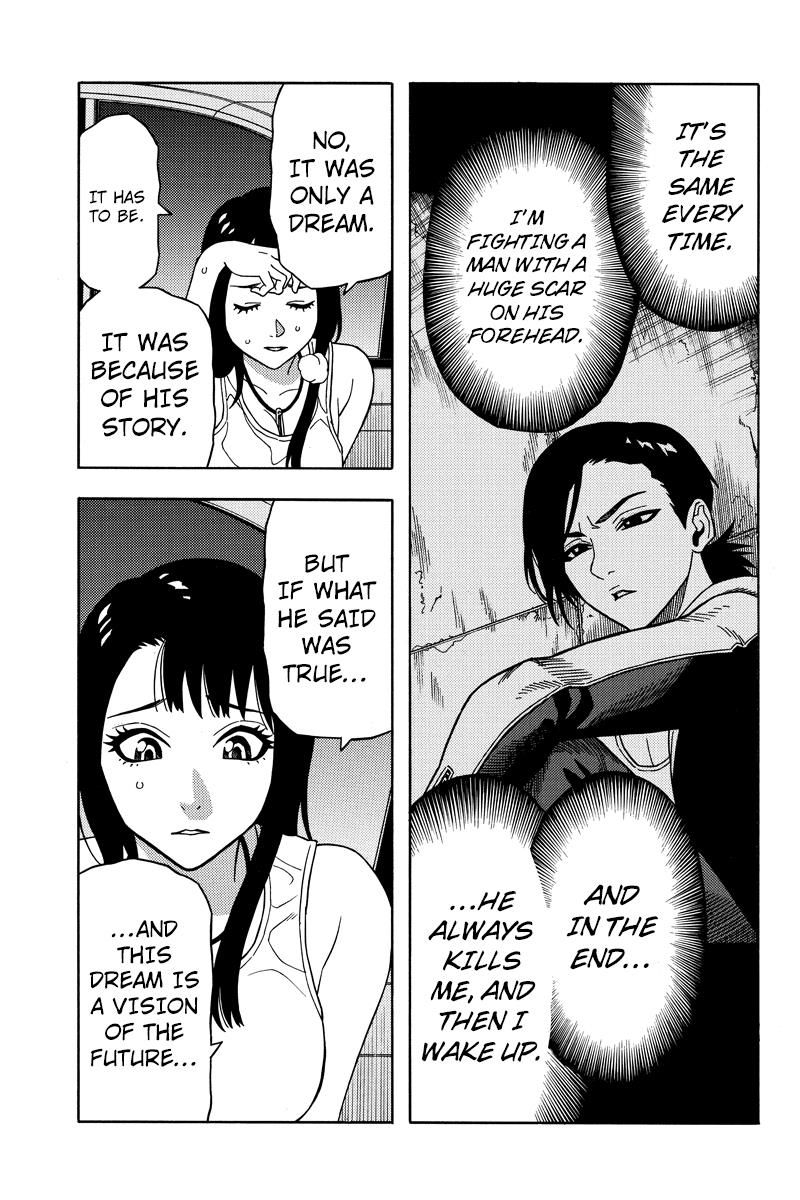 IT'S
THE
SAME
EVERY
TIME.
I'M
FIGHTING A
MAN WITH A
HUGE SCAR
ON HIS
FOREHEAD.
AND
IN THE
END...
...HE
ALWAYS
KILLS
ME, AND
THEN I
WAKE UP.
NO,
IT WAS
ONLY A
DREAM.
IT HAS
TO BE.
IT WAS
BECAUSE
OF HIS
STORY.
BUT
IF WHAT
HE SAID
WAS
TRUE...
...AND
THIS
DREAM IS
A VISION
OF THE
FUTURE...